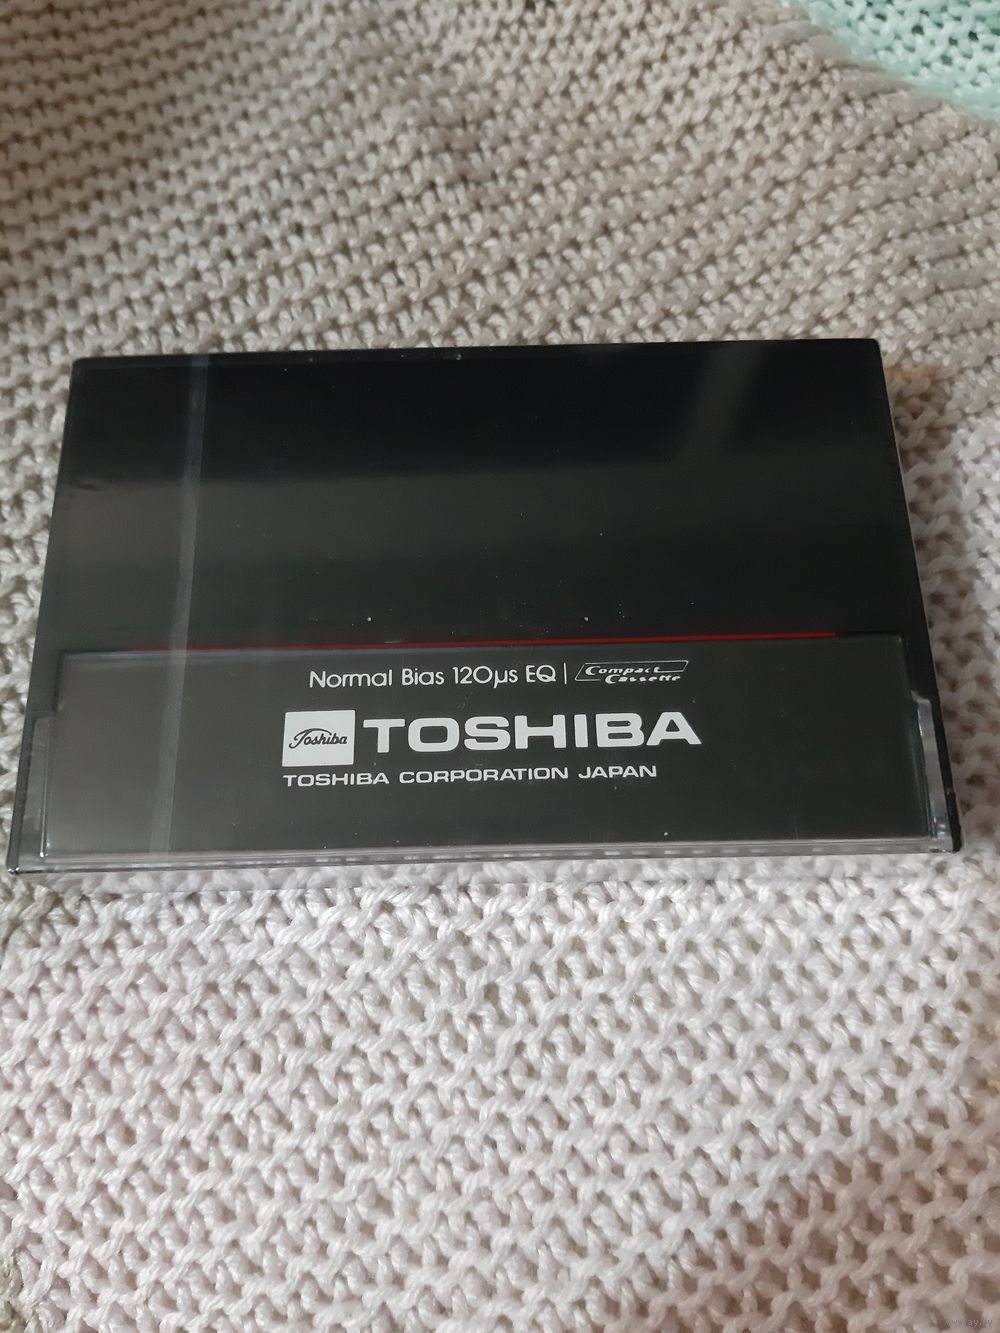 Normal Bias 120µs EQ | Compact Cassette
Toshiba TOSHIBA
TOSHIBA CORPORATION JAPAN